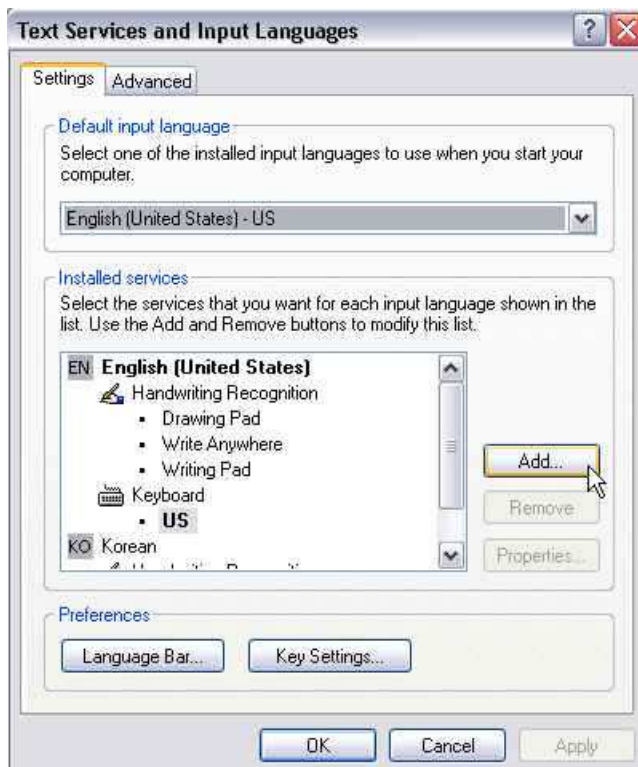 Text Services and Input Languages
Settings
Advanced
Default input language
Select one of the installed input languages to use when you start your
computer.
English (United States) - US
Installed services
Select the services that you want for each input language shown in the
list. Use the Add and Remove buttons to modify this list.
EN English (United States)
Handwriting Recognition
Drawing Pad
Write Anywhere
Writing Pad
Keyboard
US
KO Korean
Add...
Remove
Properties...
Preferences
Language Bar...
Key Settings...
OK
Cancel
Apply